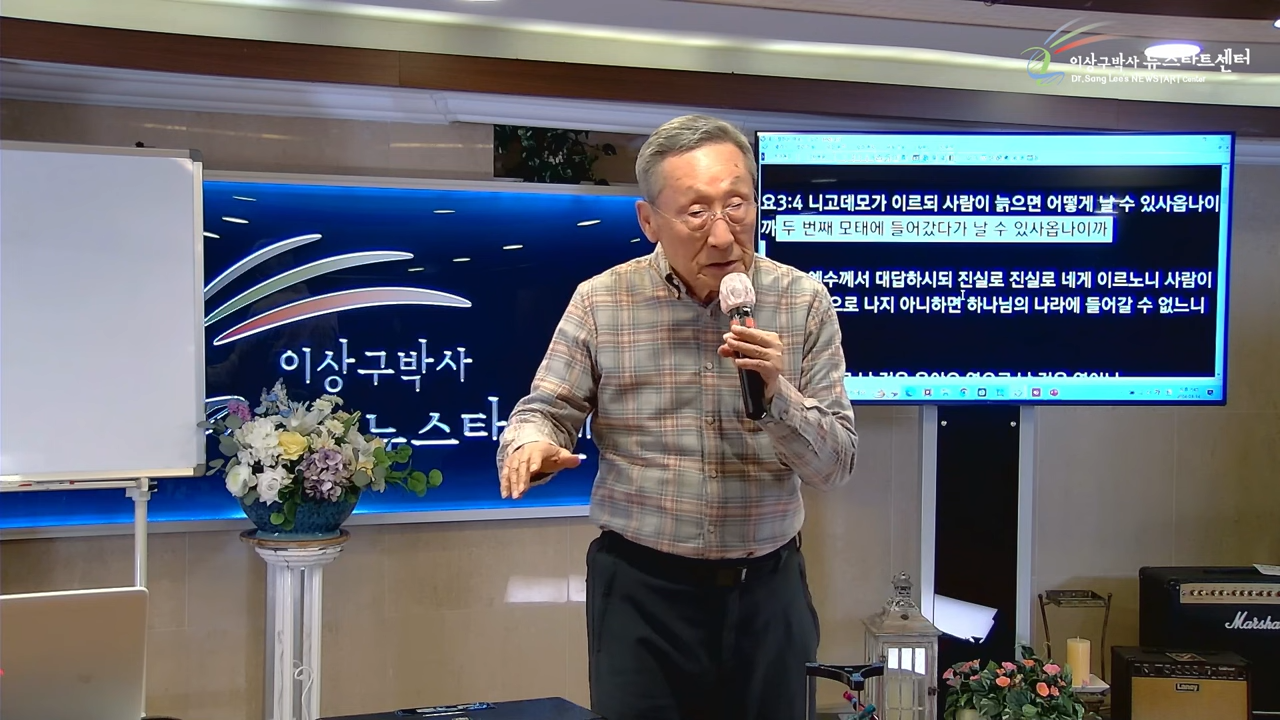 이상구박사 뉴스타트센터
Dr.Sang Lee's NEWSTART Center
요3:4 니고데모가 이르되 사람이 늙으면 어떻게 날 수 있사옵나이
까 두 번째 모태에 들어갔다가 날 수 있사옵나이까
예수께서 대답하시되 진실로 진실로 네게 이르노니 사람이
으로 나지 아니하면 하나님의 나라에 들어갈 수 없느니
이상구박사
뉴스타
Marsha
Laney